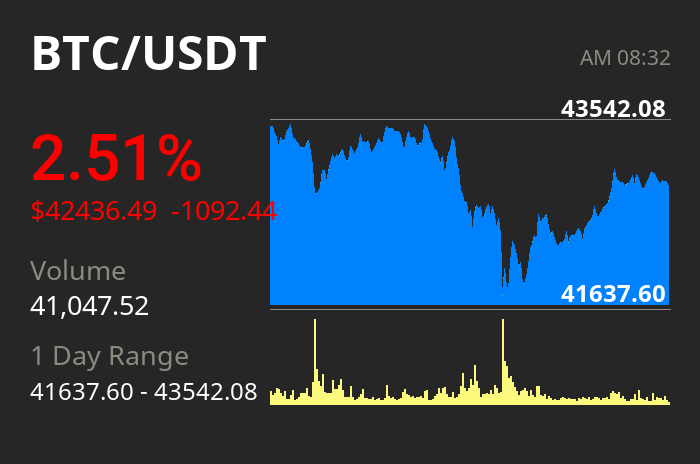 BTC/USDT
AM 08:32
43542.08
2.51%
$42436.49 -1092.44
Volume
41,047.52
41637.60
1 Day Range
41637.60 - 43542.08